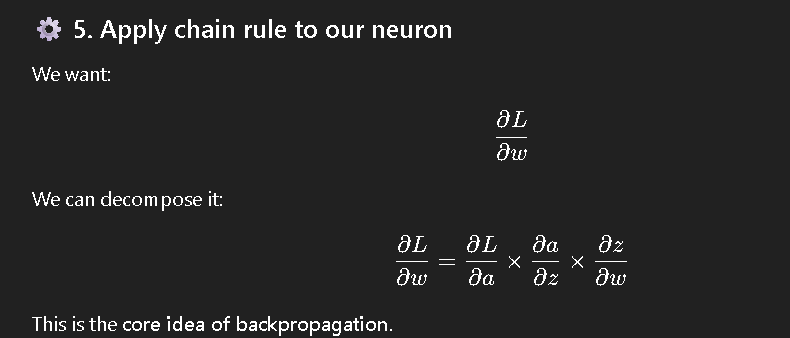 ⚙️ 5. Apply chain rule to our neuron
We want:
∂L/∂w
We can decompose it:
∂L/∂w = ∂L/∂a × ∂a/∂z × ∂z/∂w
This is the core idea of backpropagation.